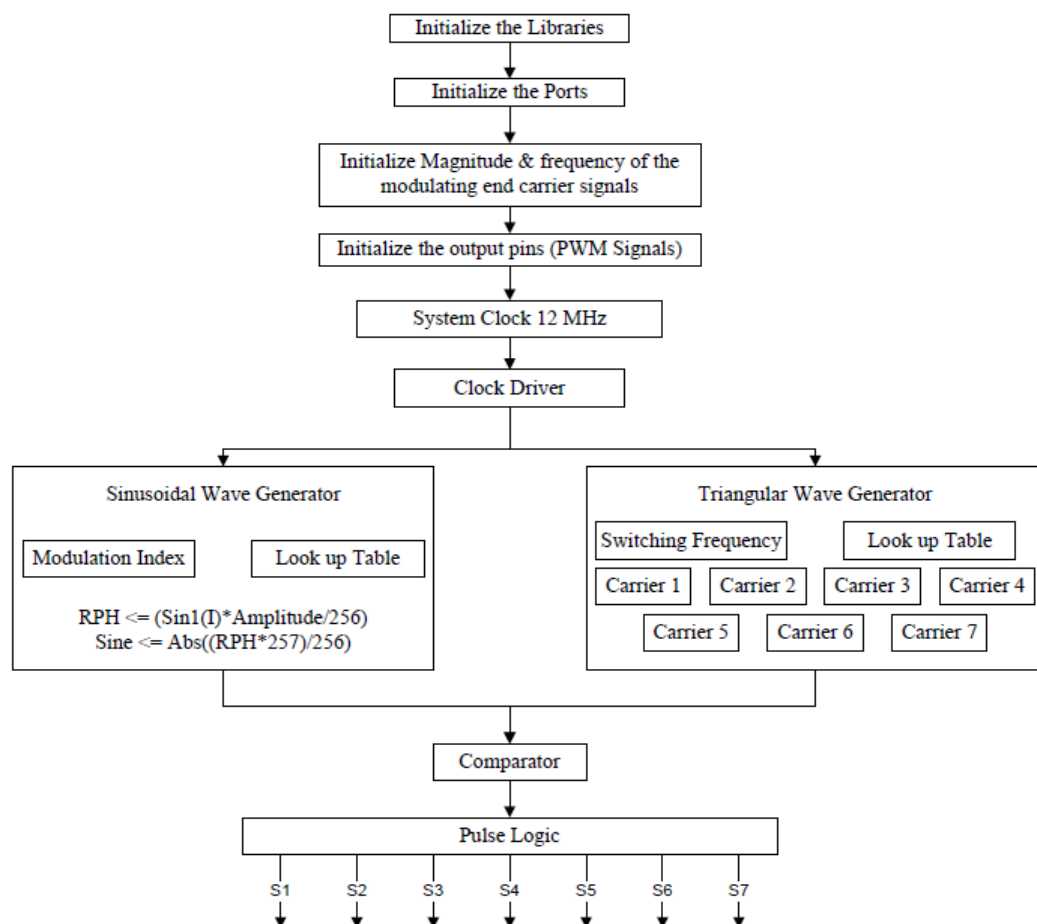 Initialize the Libraries
Initialize the Ports
Initialize Magnitude & frequency of the
modulating end carrier signals
Initialize the output pins (PWM Signals)
System Clock 12 MHz
Clock Driver
Sinusoidal Wave Generator
Modulation Index
Look up Table
RPH <= (Sin1(I)*Amplitude/256)
Sine <= Abs((RPH*257)/256)
Triangular Wave Generator
Switching Frequency
Look up Table
Carrier 1
Carrier 2
Carrier 3
Carrier 4
Carrier 5
Carrier 6
Carrier 7
Comparator
Pulse Logic
S1
S2
S3
S4
S5
S6
S7